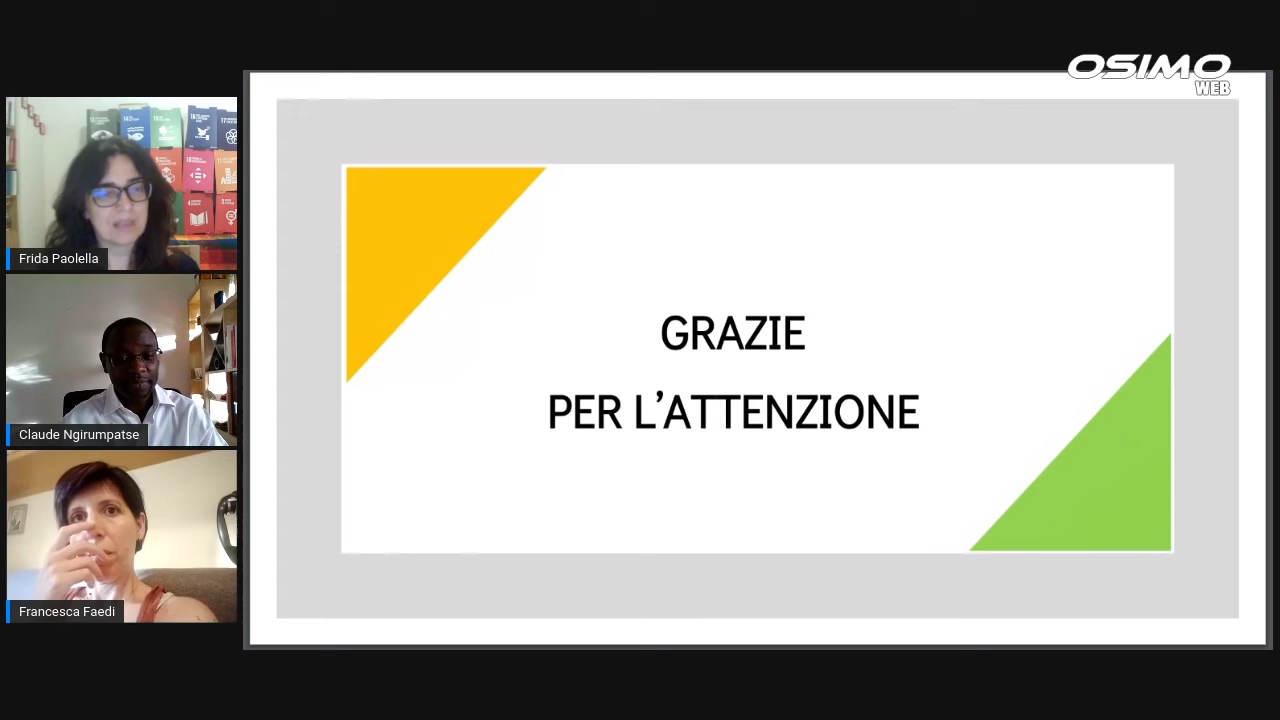 OSIMO
WEB
Frida Paolella
Claude Ngirumpatse
Francesca Faedi
GRAZIE
PER L’ATTENZIONE